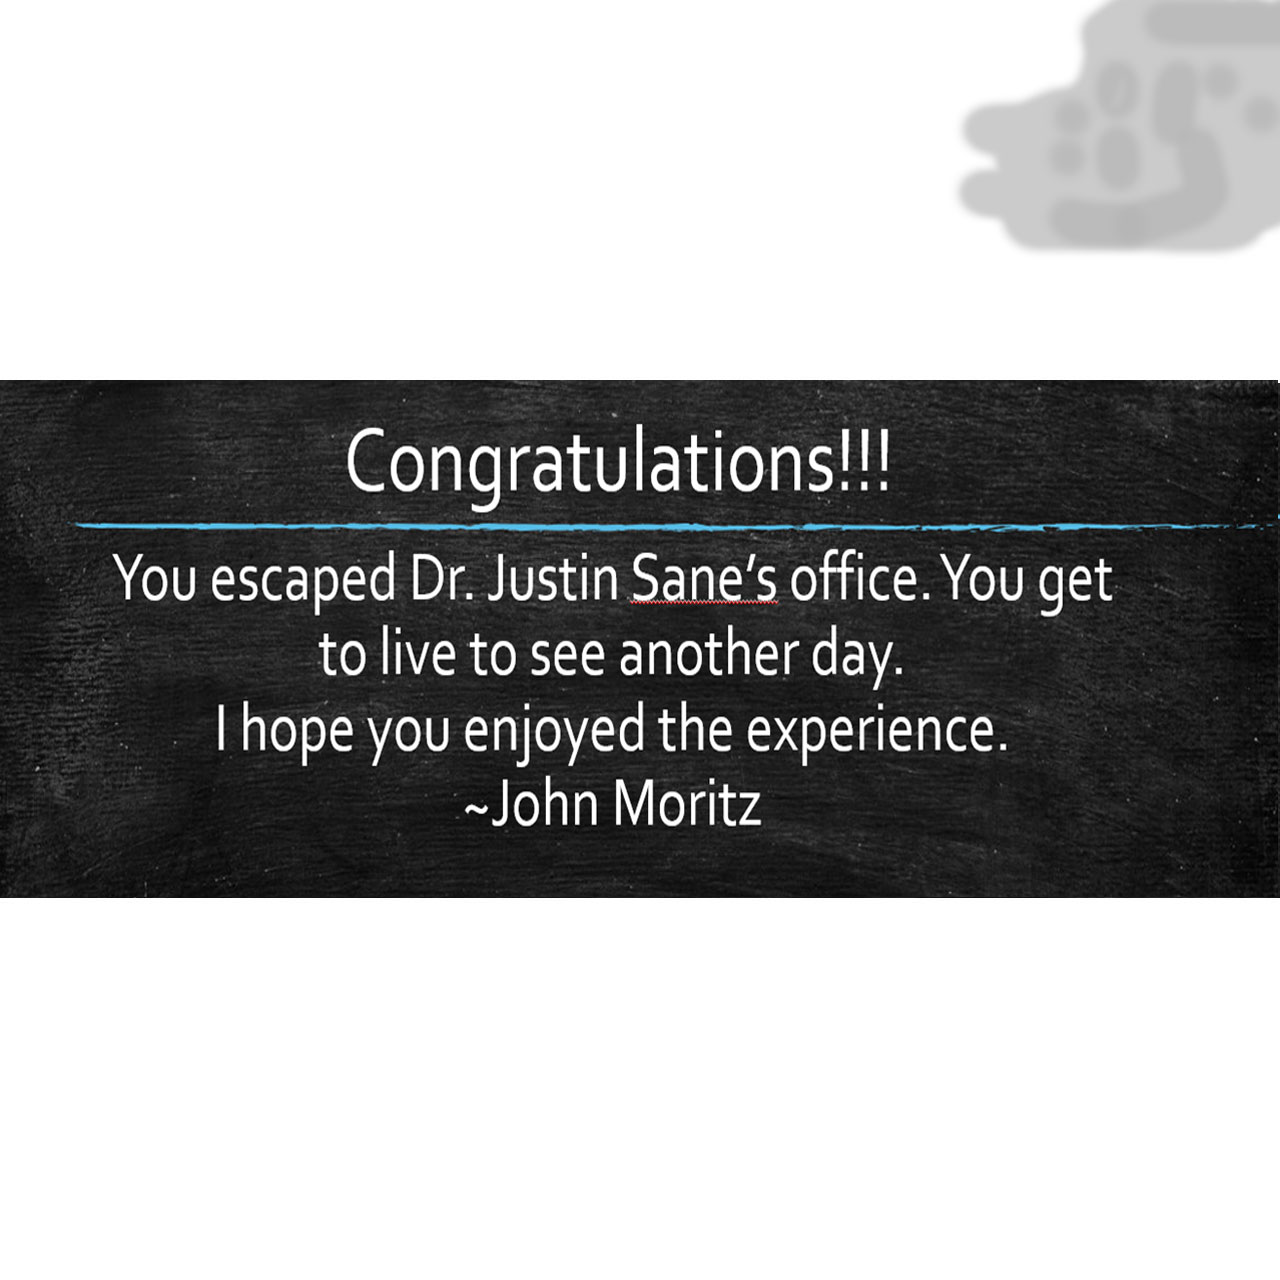 Congratulations!!!
You escaped Dr. Justin Sane’s office. You get
to live to see another day.
I hope you enjoyed the experience.
~John Moritz